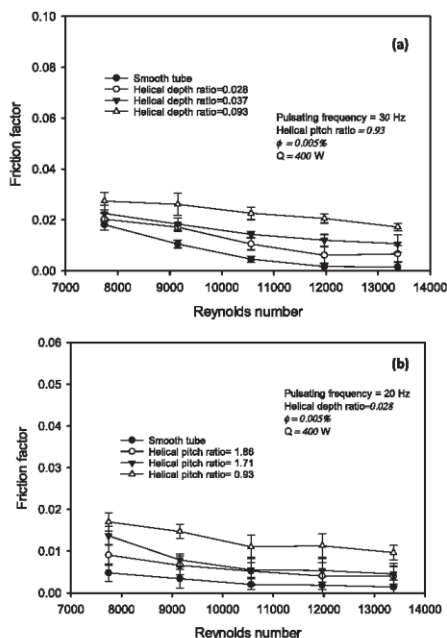 (a)
0.10
0.08
0.06
0.04
0.02
0.00
Friction factor
Smooth tube
Helical depth ratio=0.028
Helical depth ratio=0.037
Helical depth ratio=0.093
Pulsating frequency = 30 Hz
Helical pitch ratio = 0.93
ϕ = 0.005%
Q = 400 W
7000 8000 9000 10000 11000 12000 13000 14000
Reynolds number
(b)
0.06
0.05
0.04
0.03
0.02
0.01
0.00
Friction factor
Pulsating frequency = 20 Hz
Helical depth ratio=0.028
ϕ = 0.005%
Q = 400 W
Smooth tube
Helical pitch ratio= 1.86
Helical pitch ratio= 1.71
Helical pitch ratio= 0.93
7000 8000 9000 10000 11000 12000 13000 14000
Reynolds number